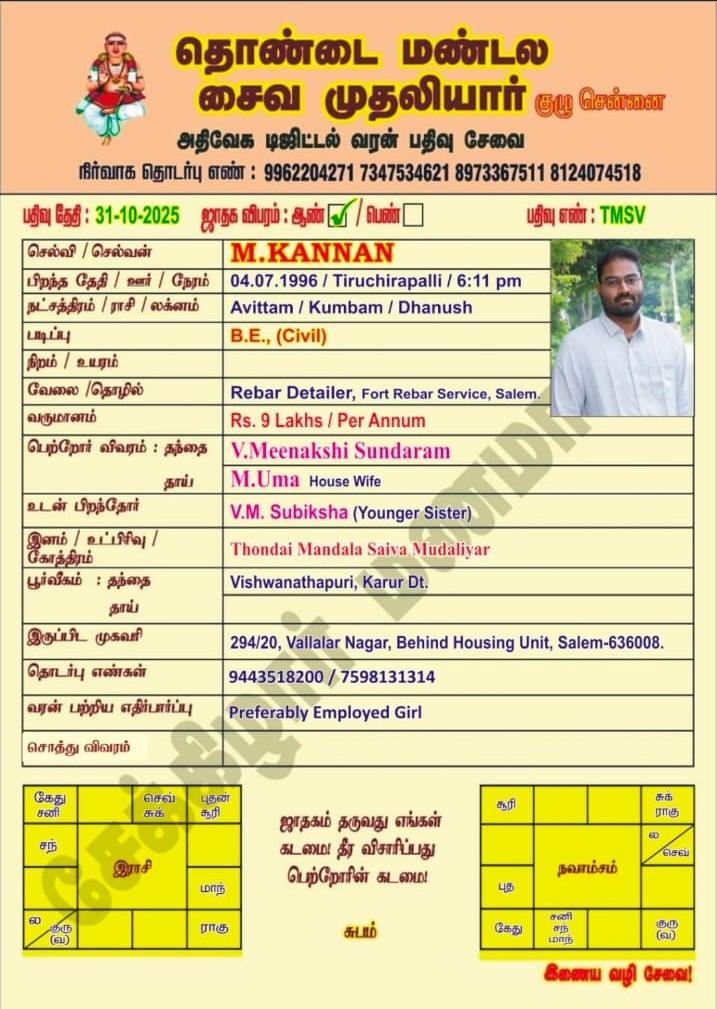 தொண்டை மண்டல
சைவ முதலியார் குழு சென்னை
அதிவேக டிஜிட்டல் வரன் பதிவு சேவை
நிர்வாக தொடர்பு எண் : 9962204271 7347534621 8973367511 8124074518
பதிவு தேதி : 31-10-2025 ஜாதக விபரம் : ஆண் ✓ / பெண் பதிவு எண் : TMSV
செல்வி / செல்வன் M.KANNAN
பிறந்த தேதி / ஊர் / நேரம் 04.07.1996 / Tiruchirapalli / 6:11 pm
நட்சத்திரம் / ராசி / லக்னம் Avittam / Kumbam / Dhanush
படிப்பு B.E., (Civil)
நிறம் / உயரம்
வேலை /தொழில் Rebar Detailer, Fort Rebar Service, Salem.
வருமானம் Rs. 9 Lakhs / Per Annum
பெற்றோர் விவரம் : தந்தை V.Meenakshi Sundaram
தாய் M.Uma House Wife
உடன் பிறந்தோர் V.M. Subiksha (Younger Sister)
இனம் / உட்பிரிவு /
கோத்திரம் Thondai Mandala Saiva Mudaliyar
பூர்வீகம் : தந்தை Vishwanathapuri, Karur Dt.
தாய்
இருப்பிட முகவரி 294/20, Vallalar Nagar, Behind Housing Unit, Salem-636008.
தொடர்பு எண்கள் 9443518200 / 7598131314
வரன் பற்றிய எதிர்பார்ப்பு Preferably Employed Girl
சொத்து விவரம்
சேக்கிழார் மணமாலை
கேது சனி
செவ் சுக்
புதன் சூரி
சந்
இராசி
மாந்
ல குரு (வ)
ராகு
ஜாதகம் தருவது எங்கள்
கடமை! தீர விசாரிப்பது
பெற்றோரின் கடமை!
சுடம்
சூரி
சுக் ராகு
ல செவ்
நவாம்சம்
புத
கேது
சனி சந் மாந்
குரு (வ)
இணைய வழி சேவை!